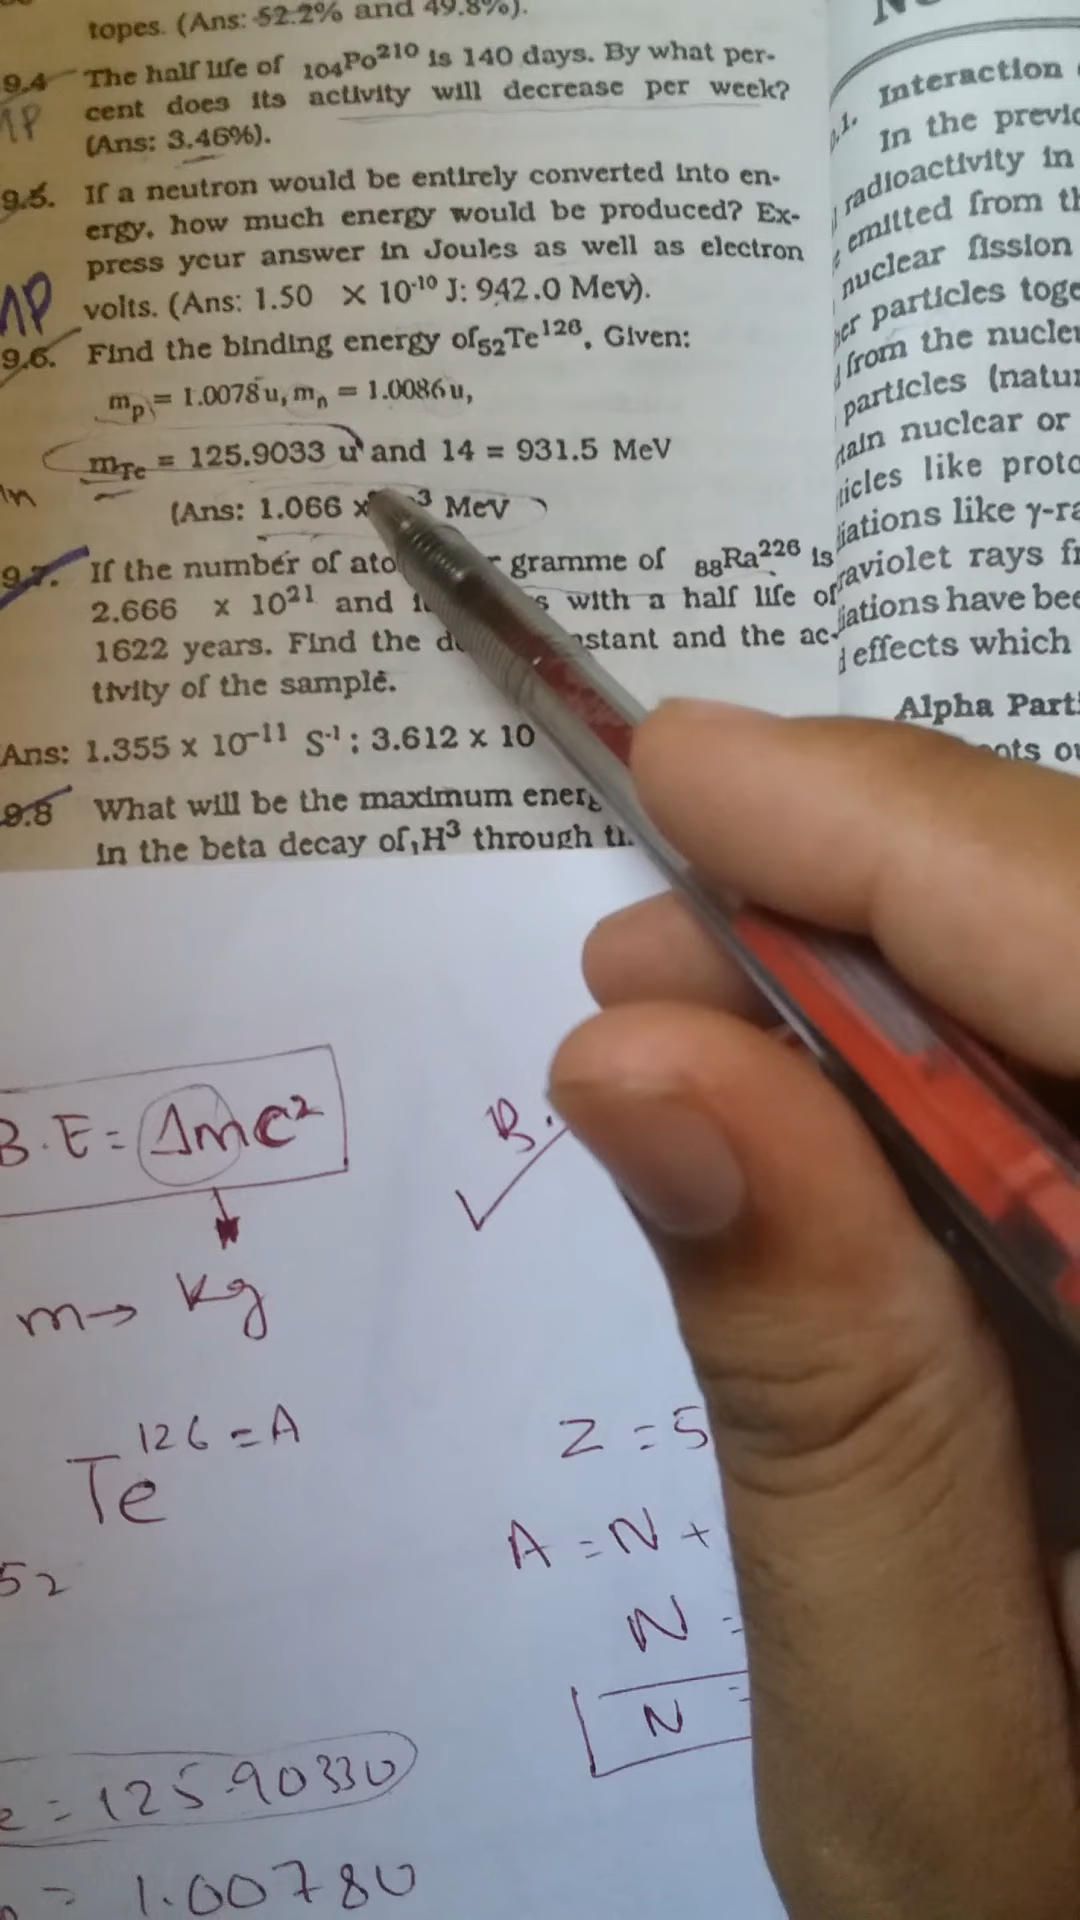 topes. (Ans: 52.2% and 49.8%).
9.4 The half life of 104Po210 is 140 days. By what per-
cent does its activity will decrease per week?
(Ans: 3.46%).
9.5. If a neutron would be entirely converted into en-
ergy, how much energy would be produced? Ex-
press your answer in Joules as well as electron
volts. (Ans: 1.50 × 10-10 J: 942.0 Mev).
9.6. Find the binding energy of 52Te126, Given:
mp = 1.0078 u, mn = 1.0086 u,
mTe = 125.9033 u and 14 = 931.5 MeV
(Ans: 1.066 × 3 MeV
9.7. If the number of ato gramme of 88Ra226 is
2.666 x 1021 and s with a half life of
1622 years. Find the d stant and the ac-
tivity of the sample.
Ans: 1.355 x 10-11 S-1 : 3.612 x 10
9.8 What will be the maximum energ
in the beta decay of 1H3 through
Interaction
In the previo
radioactivity in
emitted from th
nuclear fission
er particles toge
from the nucle
particles (natur
tain nuclear or
ticles like proto
iations like γ-ra
raviolet rays fr
iations have bee
d effects which
Alpha Parti
B.E = Δmc²
B.
m → kg
Te 126 = A
52
Z = 5
A = N +
N =
N =
e = 125.90330
= 1.00780